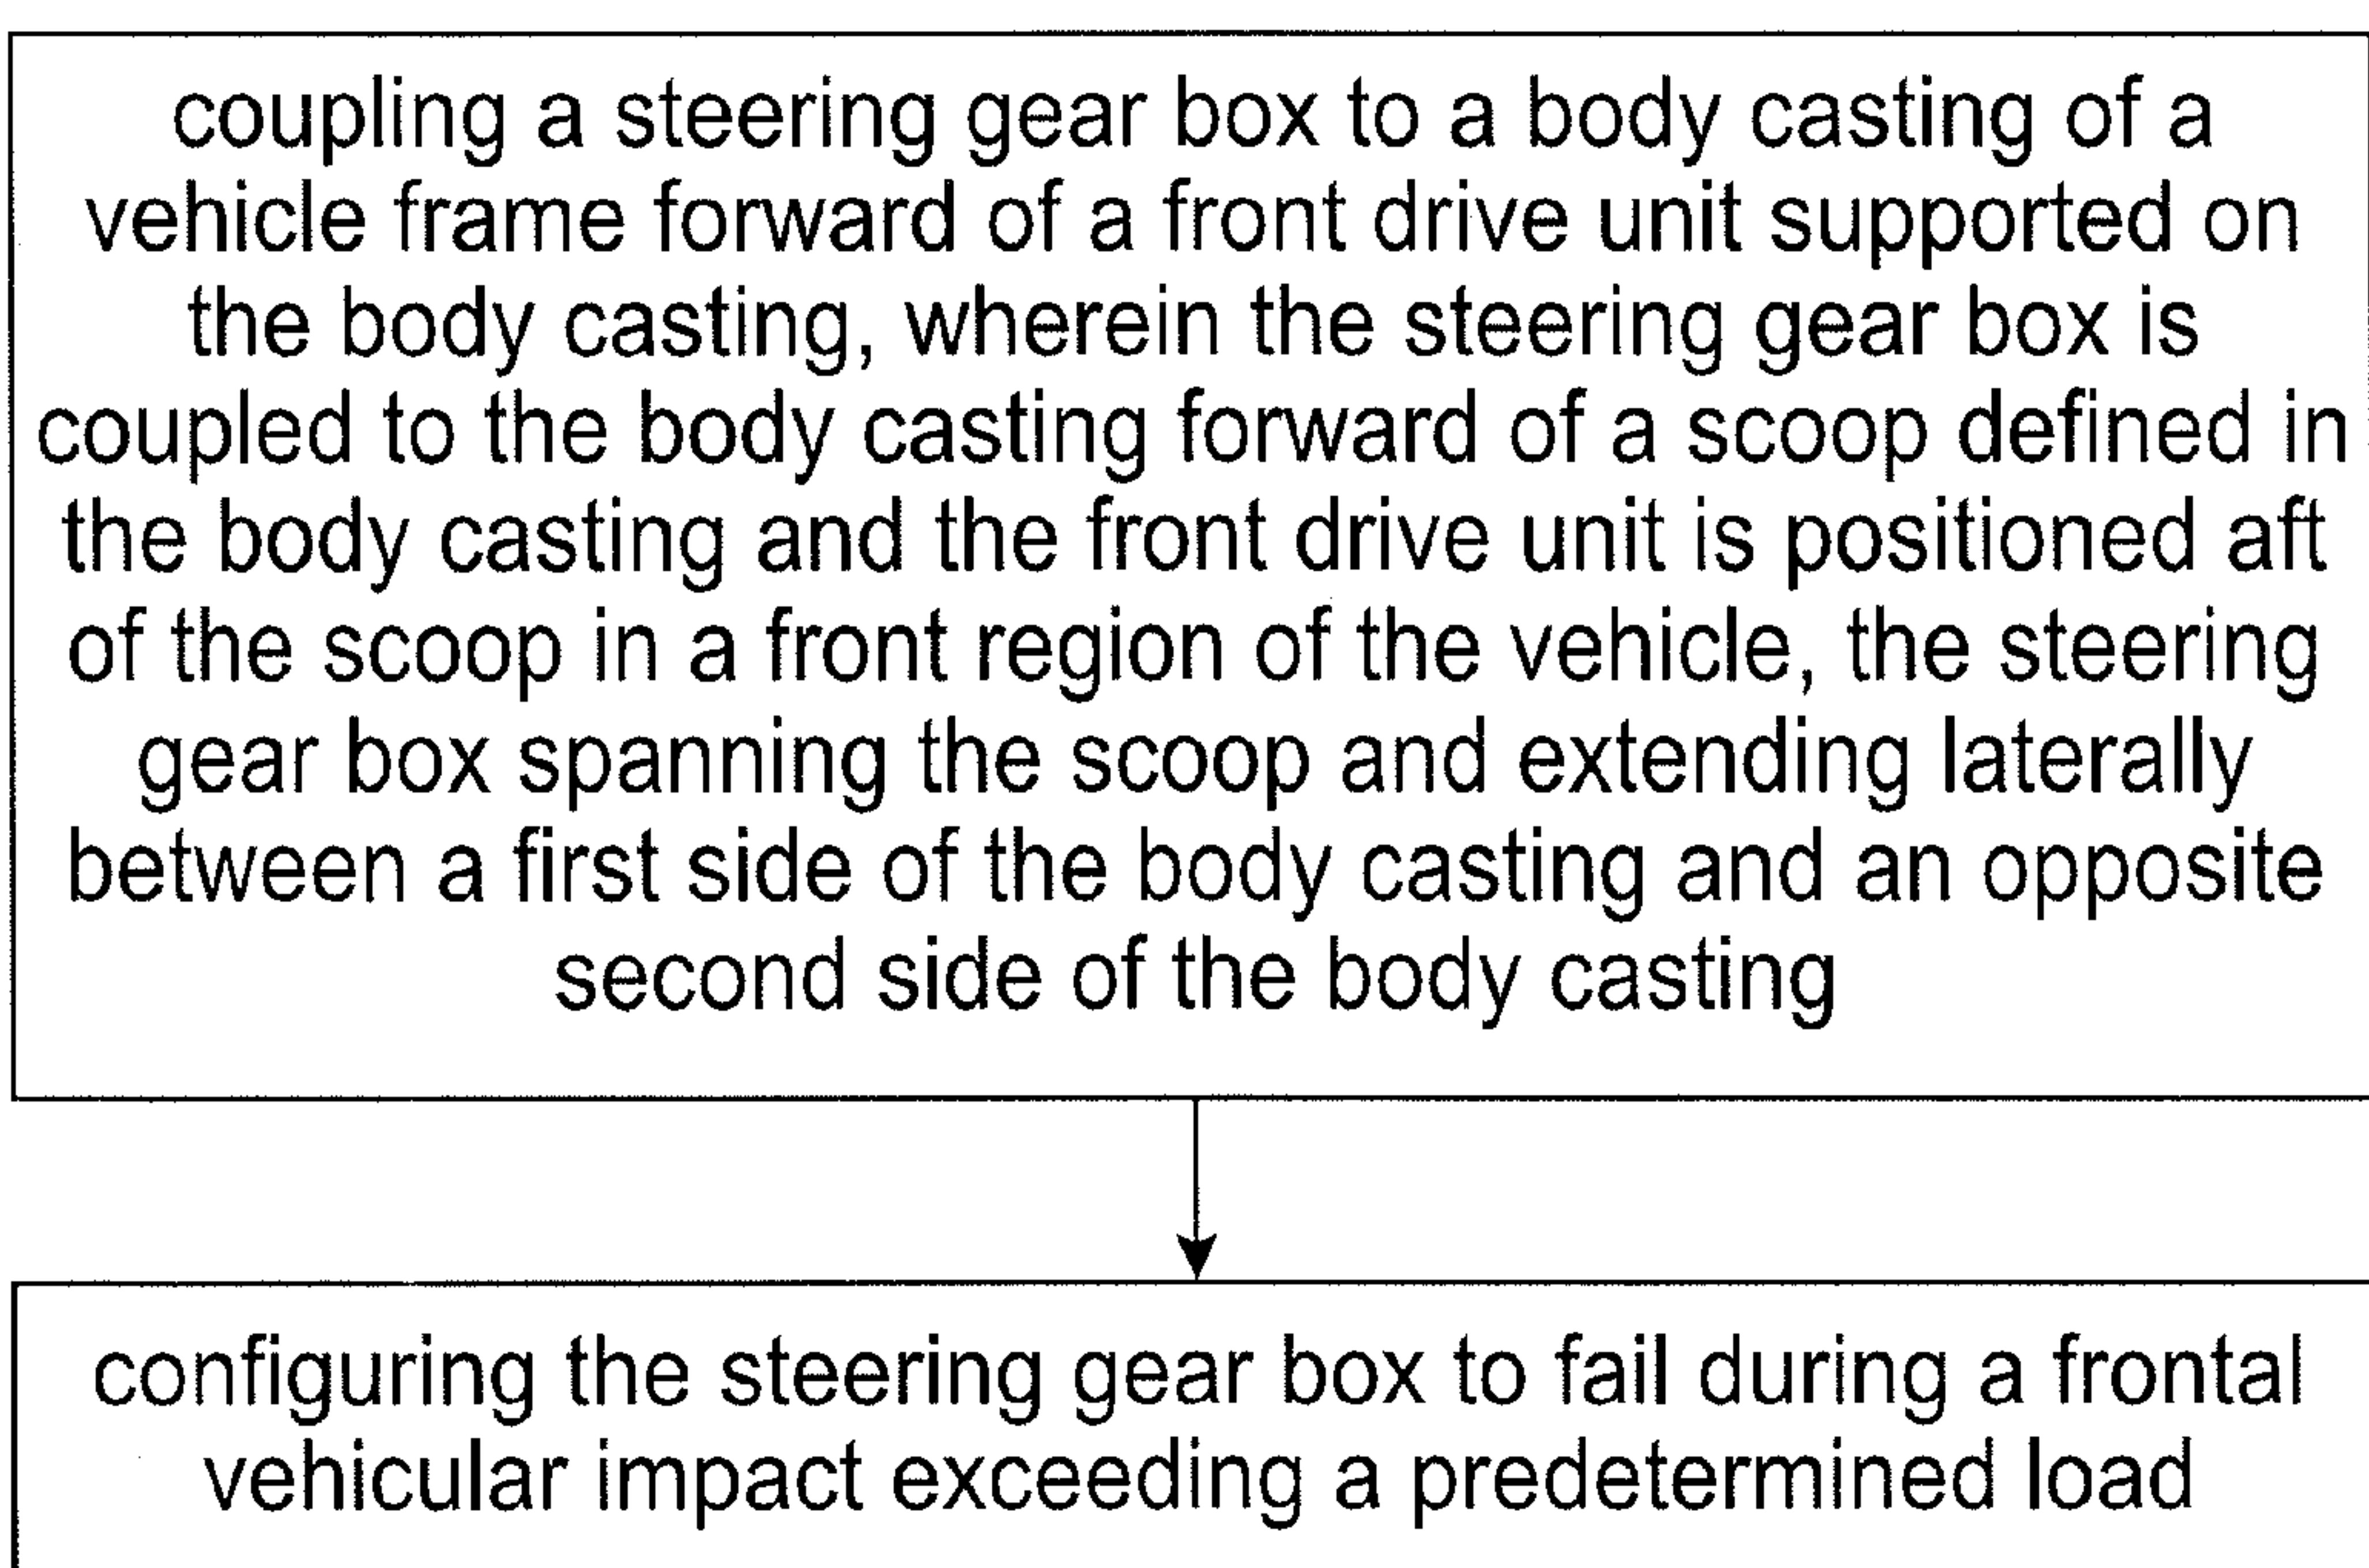 coupling a steering gear box to a body casting of a
vehicle frame forward of a front drive unit supported on
the body casting, wherein the steering gear box is
coupled to the body casting forward of a scoop defined in
the body casting and the front drive unit is positioned aft
of the scoop in a front region of the vehicle, the steering
gear box spanning the scoop and extending laterally
between a first side of the body casting and an opposite
second side of the body casting
configuring the steering gear box to fail during a frontal
vehicular impact exceeding a predetermined load